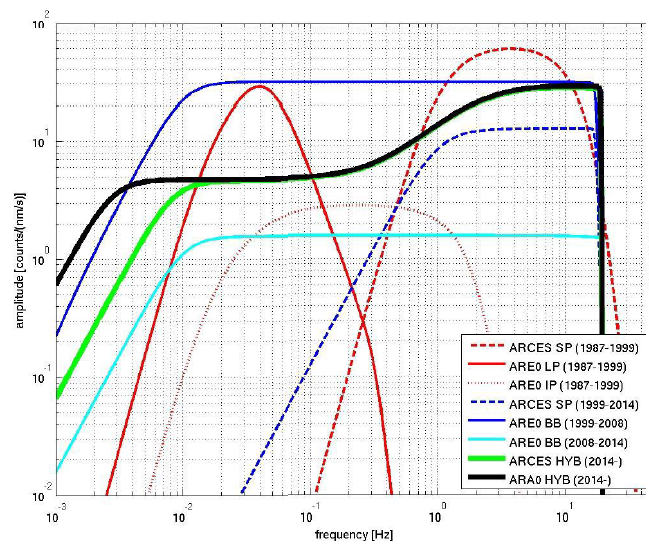 10^2
10^1
10^0
10^-1
10^-2
amplitude [counts/(nm/s)]
ARCES SP (1987-1999)
ARE0 LP (1987-1999)
ARE0 IP (1987-1999)
ARCES SP (1999-2014)
ARE0 BB (1999-2008)
ARE0 BB (2008-2014)
ARCES HYB (2014-)
ARA0 HYB (2014-)
10^-3 10^-2 10^-1 10^0 10^1
frequency [Hz]